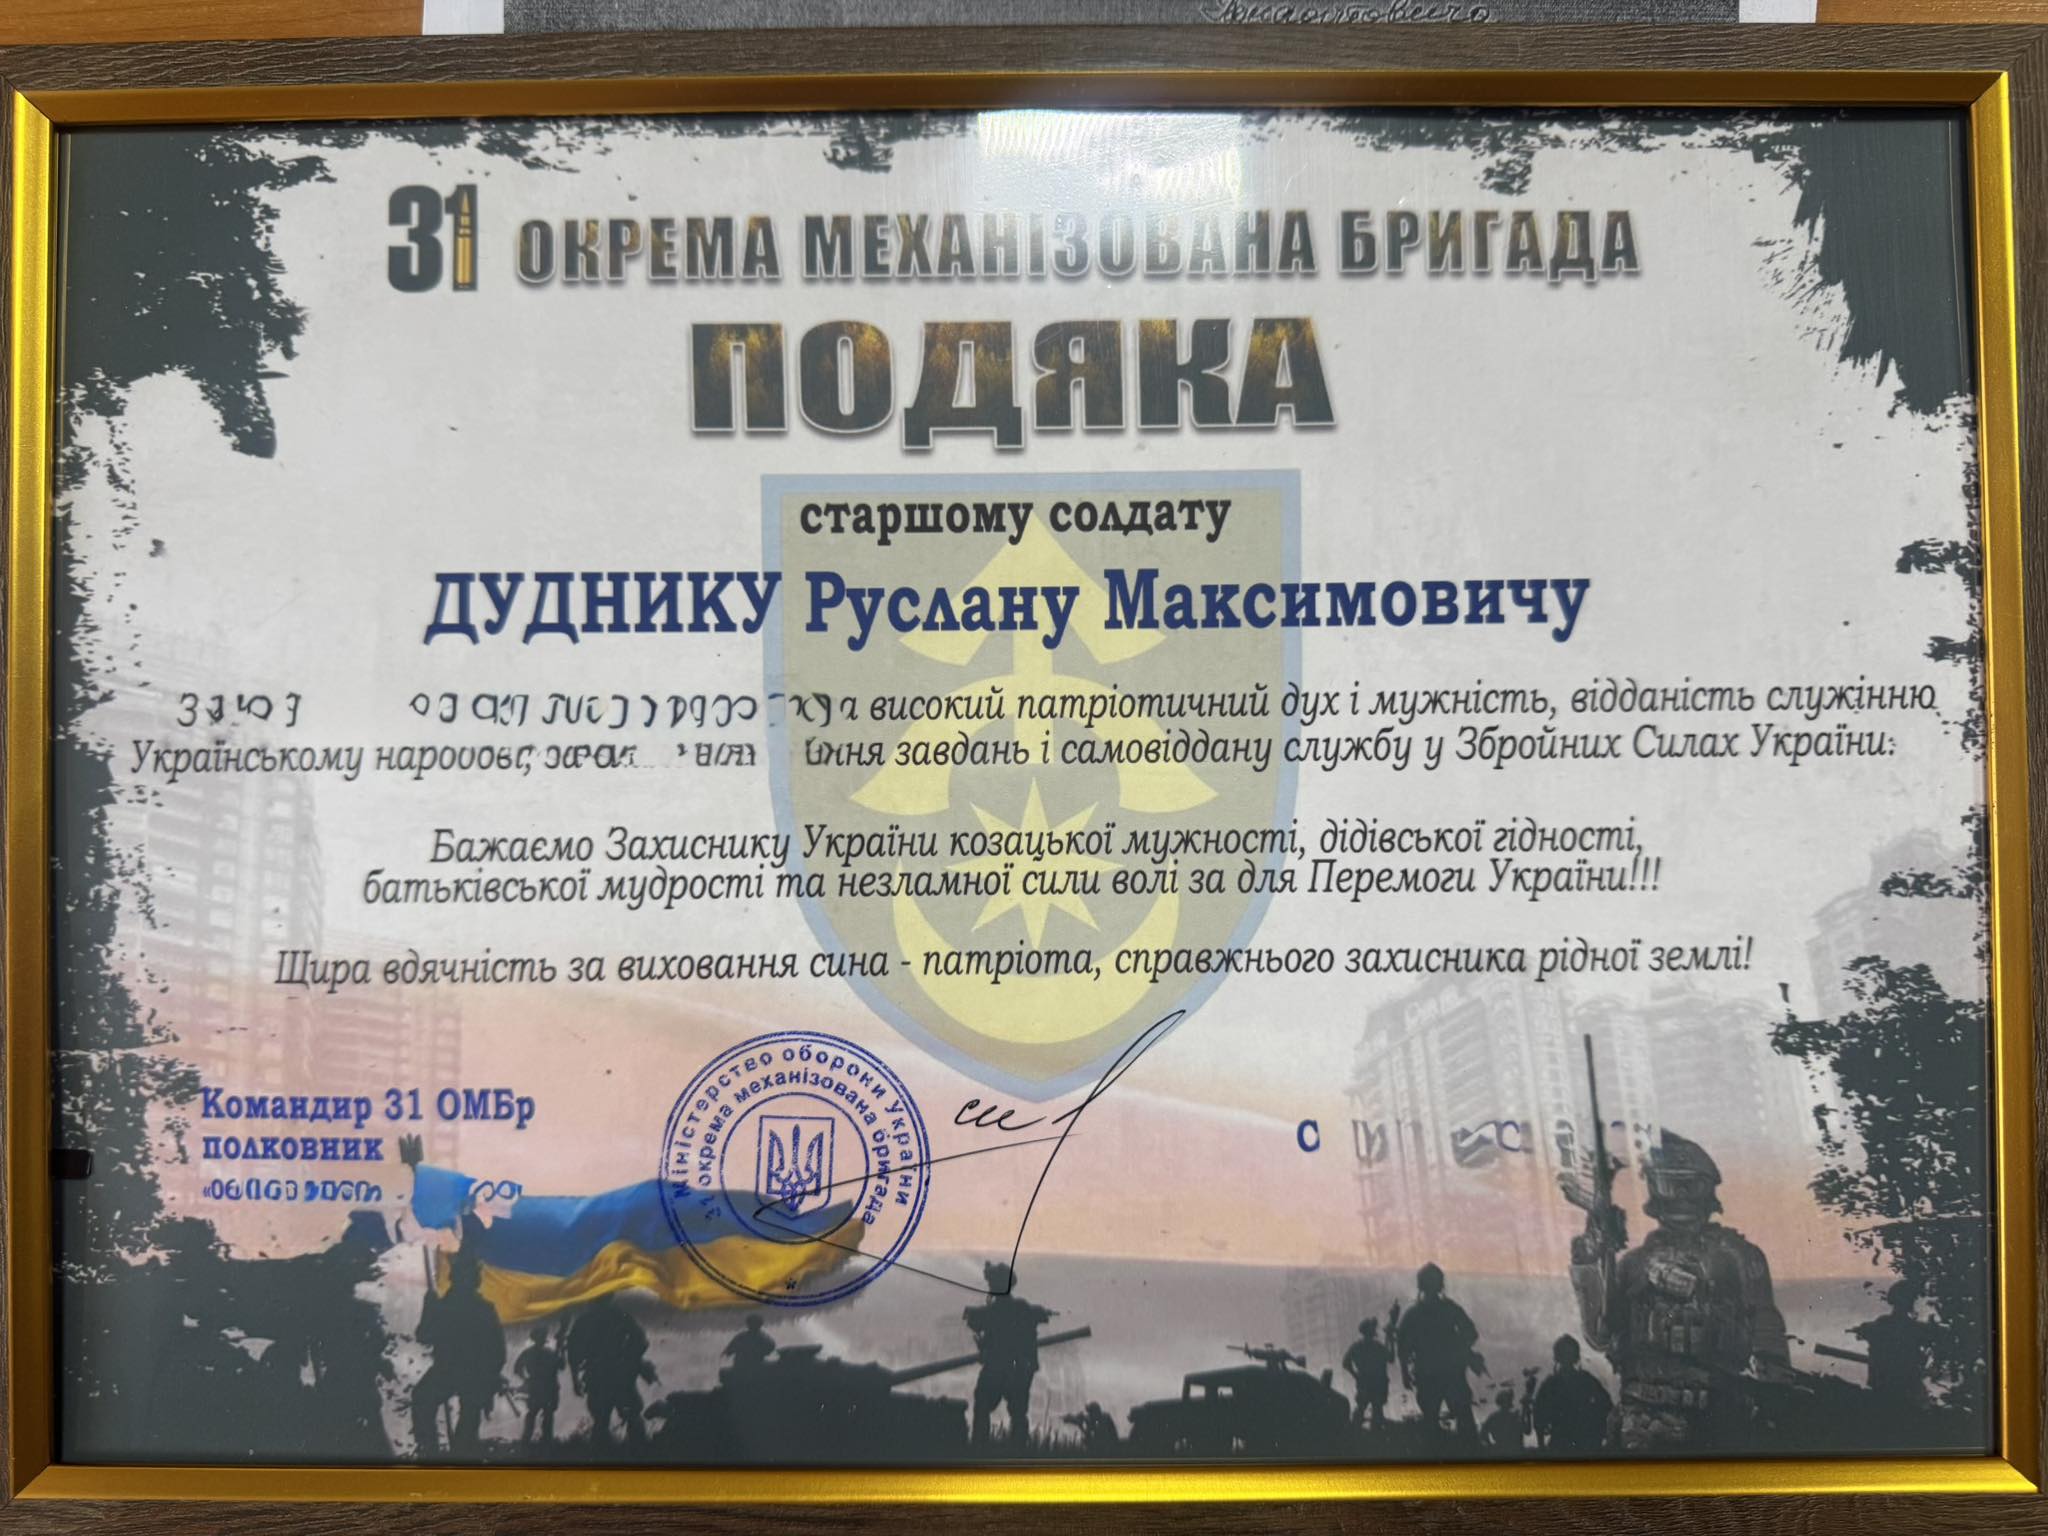 31 ОКРЕМА МЕХАНІЗОВАНА БРИГАДА
ПОДЯКА
старшому солдату
ДУДНИКУ Руслану Максимовичу
високий патріотичний дух і мужність, відданість служінню
Українському завдань і самовіддану службу у Збройних Силах України.
Бажаємо Захиснику України козацької мужності, дідівської гідності,
батьківської мудрості та незламної сили волі за для Перемоги України!!!
Щира вдячність за виховання сина - патріота, справжнього захисника рідної землі!
Командир 31 ОМБр
полковник
Міністерство оборони України
31 окрема механізована бригада